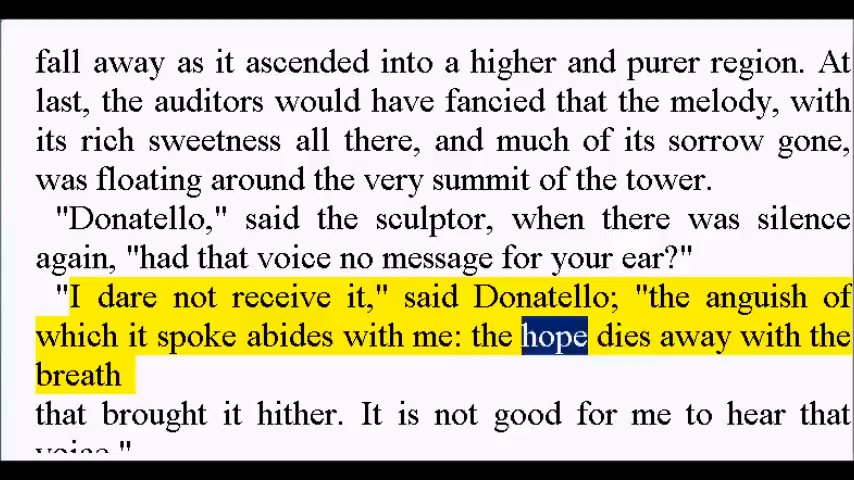 fall away as it ascended into a higher and purer region. At
last, the auditors would have fancied that the melody, with
its rich sweetness all there, and much of its sorrow gone,
was floating around the very summit of the tower.
"Donatello," said the sculptor, when there was silence
again, "had that voice no message for your ear?"
"I dare not receive it," said Donatello; "the anguish of
which it spoke abides with me: the hope dies away with the
breath
that brought it hither. It is not good for me to hear that
voice."